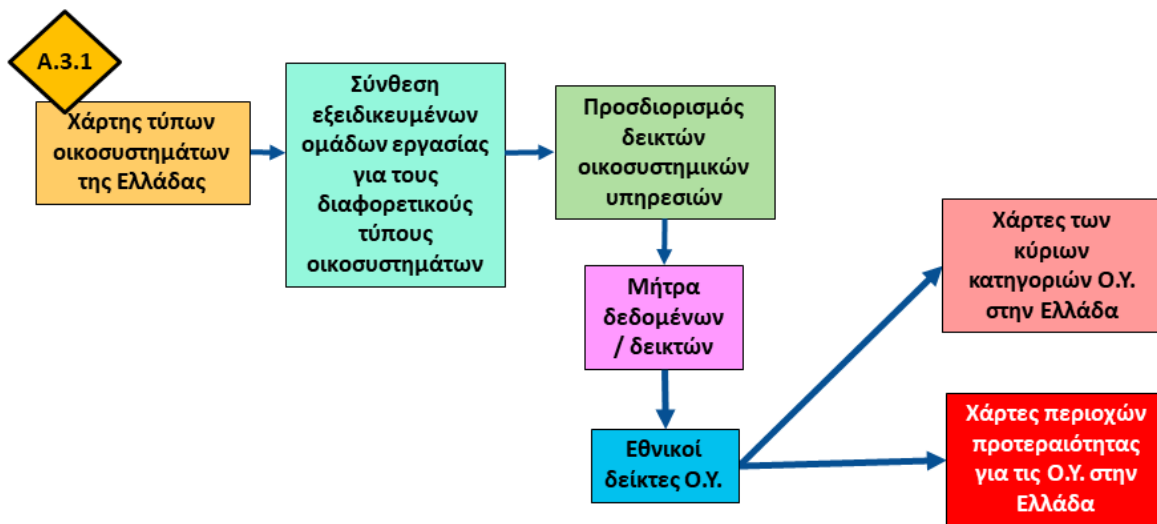 Α.3.1
Χάρτης τύπων
οικοσυστημάτων
της Ελλάδας
Σύνθεση
εξειδικευμένων
ομάδων εργασίας
για τους
διαφορετικούς
τύπους
οικοσυστημάτων
Προσδιορισμός
δεικτών
οικοσυστημικών
υπηρεσιών
Μήτρα
δεδομένων
/ δεικτών
Εθνικοί
δείκτες Ο.Υ.
Χάρτες των
κύριων
κατηγοριών Ο.Υ.
στην Ελλάδα
Χάρτες περιοχών
προτεραιότητας
για τις Ο.Υ. στην
Ελλάδα